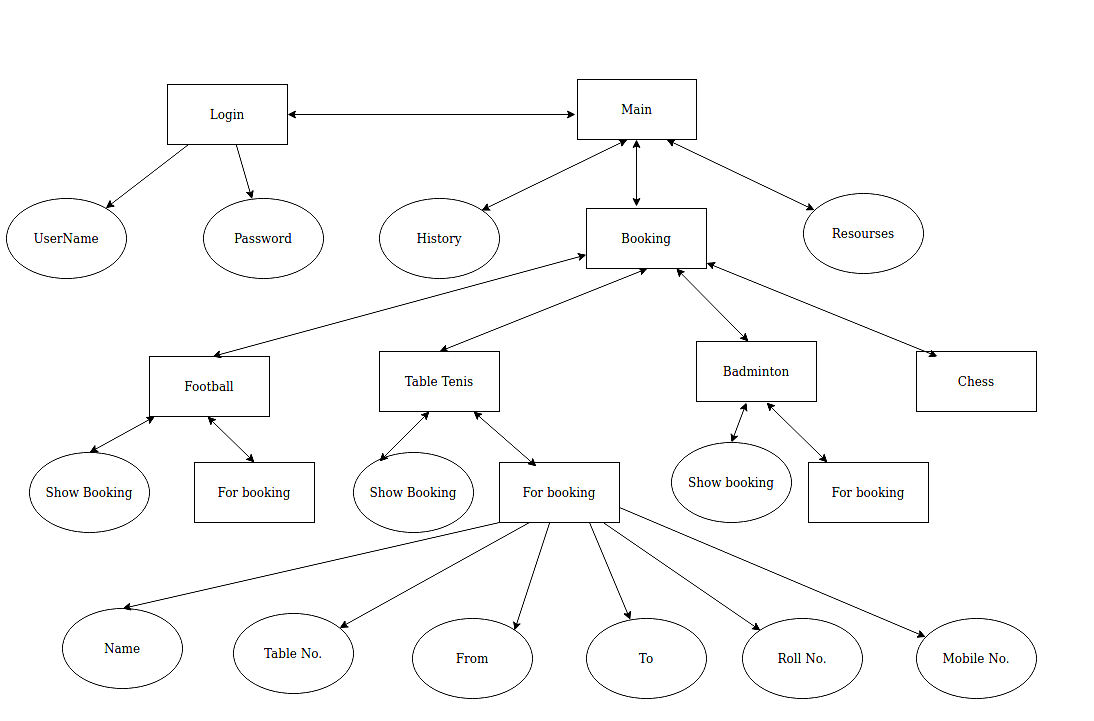 Login
Main
UserName
Password
History
Booking
Resourses
Football
Table Tenis
Badminton
Chess
Show Booking
For booking
Show Booking
For booking
Show booking
For booking
Name
Table No.
From
To
Roll No.
Mobile No.